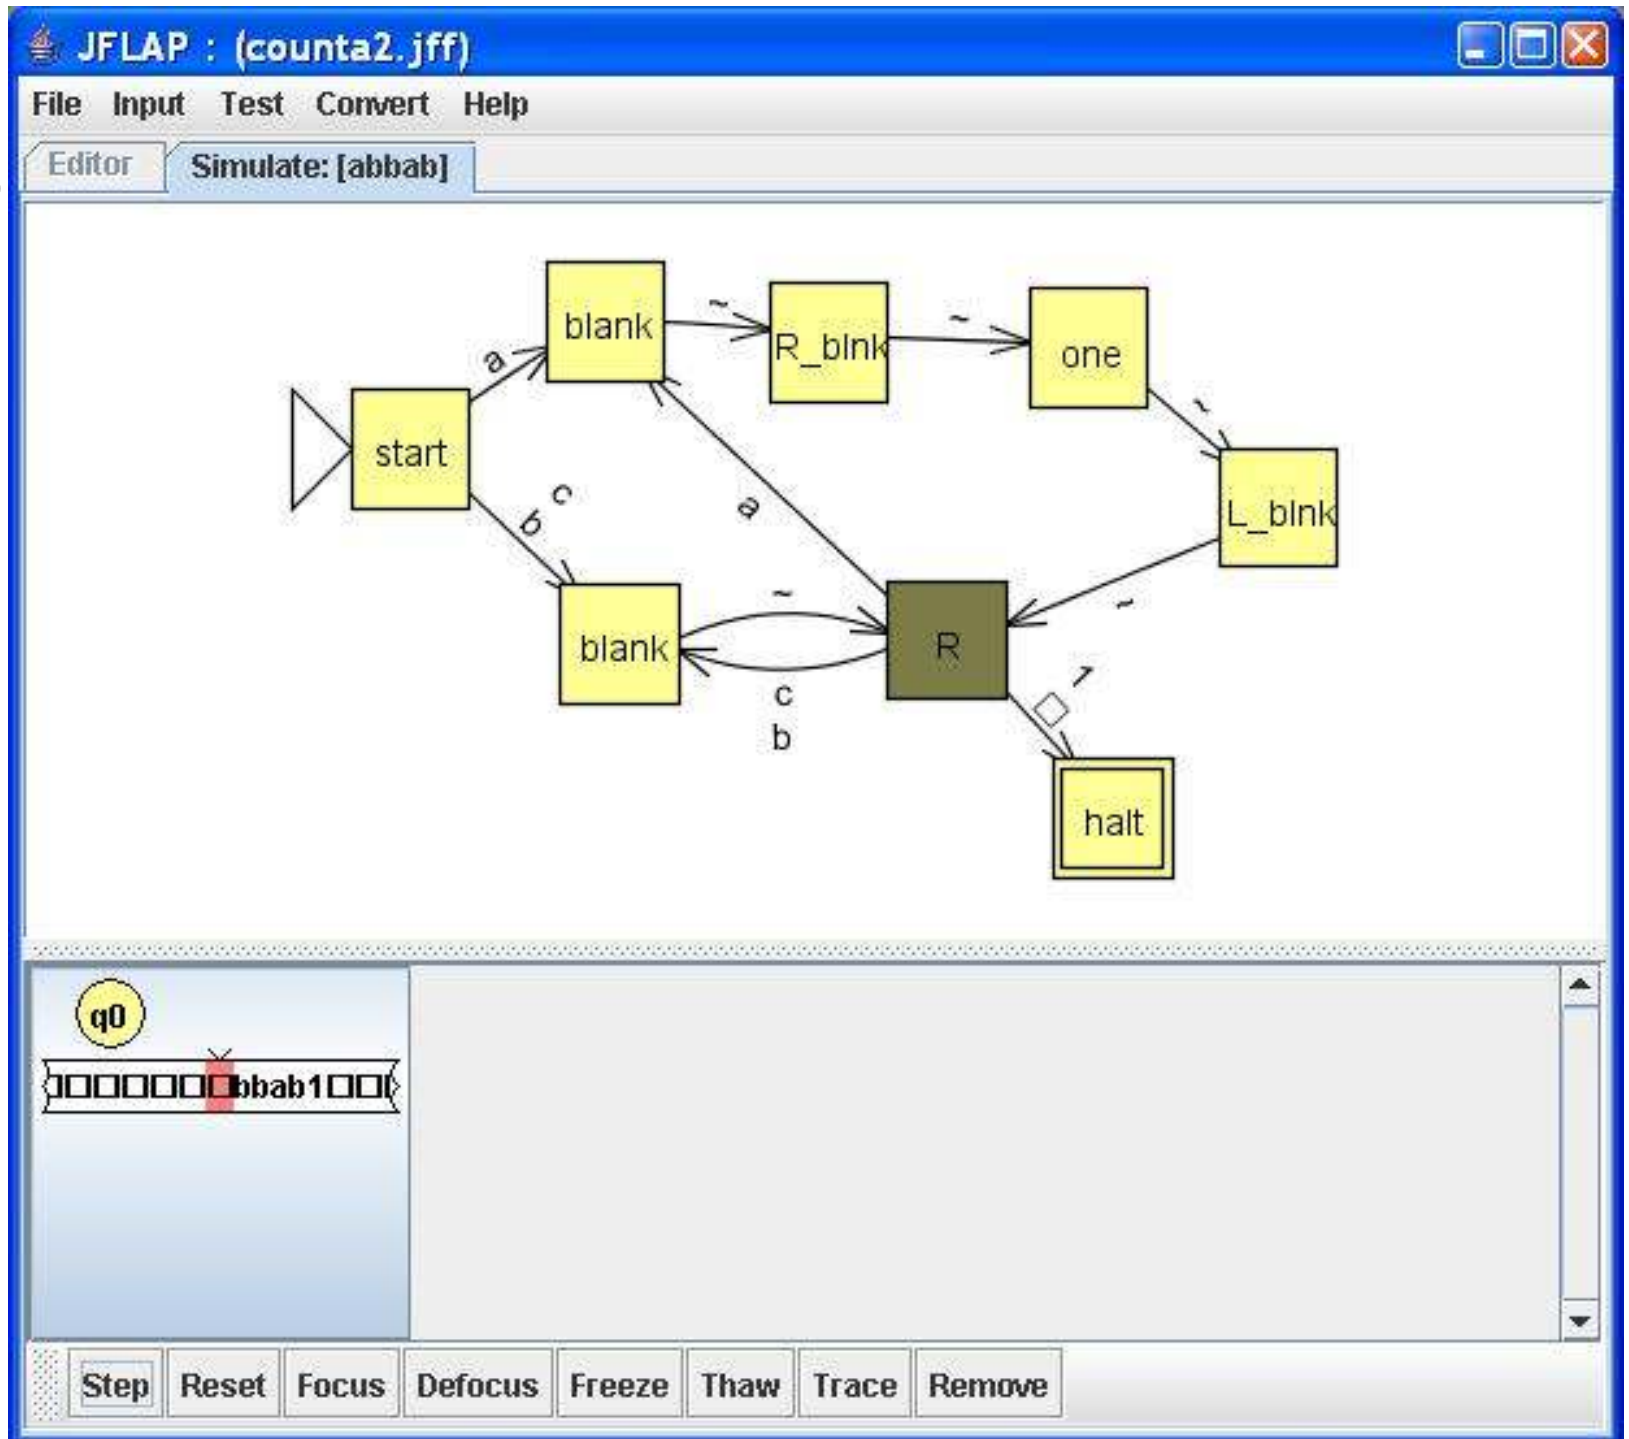 JFLAP : (counta2.jff)
File Input Test Convert Help
Editor Simulate: [abbab]
blank ~ R_blnk ~ one
a
~
start
L_blnk
c
b
a
~
~
blank
R
c
b
□ 1
halt
q0
□□□□□□□bbab1□□□
Step Reset Focus Defocus Freeze Thaw Trace Remove